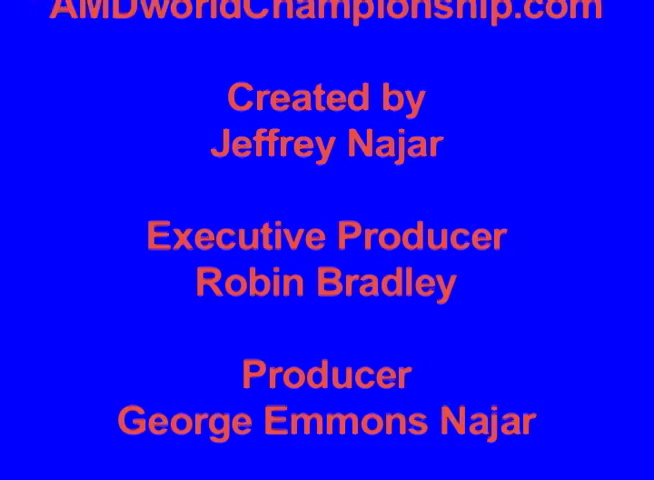 AMDworldChampionship.com
Created by
Jeffrey Najar
Executive Producer
Robin Bradley
Producer
George Emmons Najar